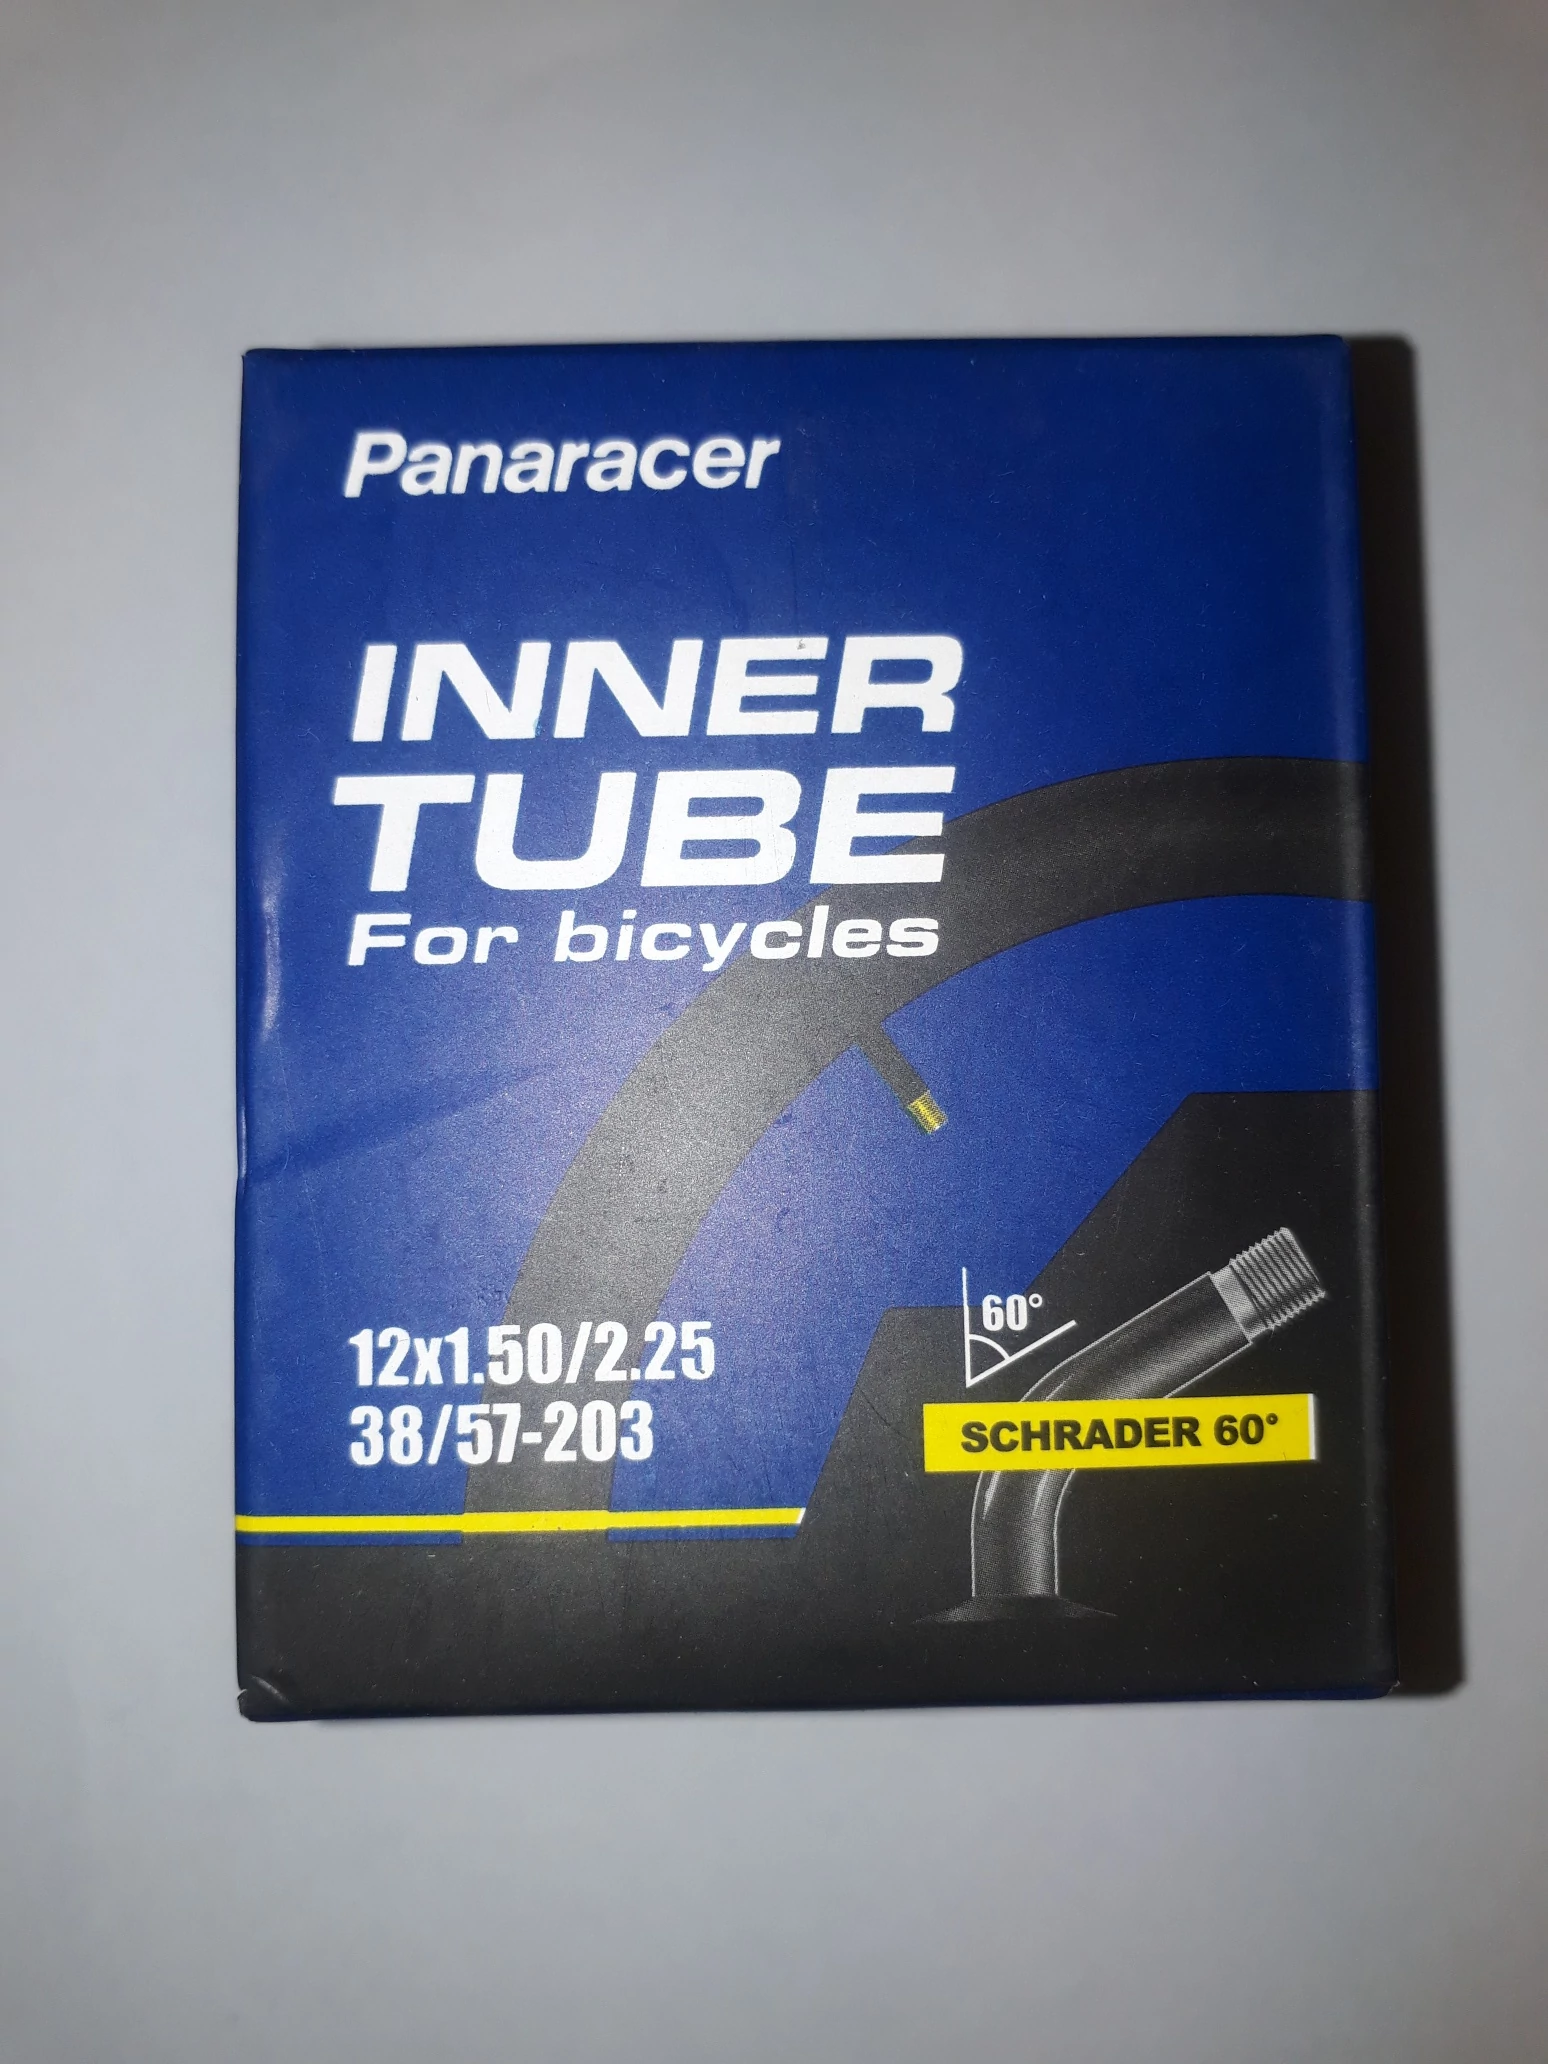 Panaracer
INNER
TUBE
For bicycles
60°
12x1.50/2.25
38/57-203
SCHRADER 60°